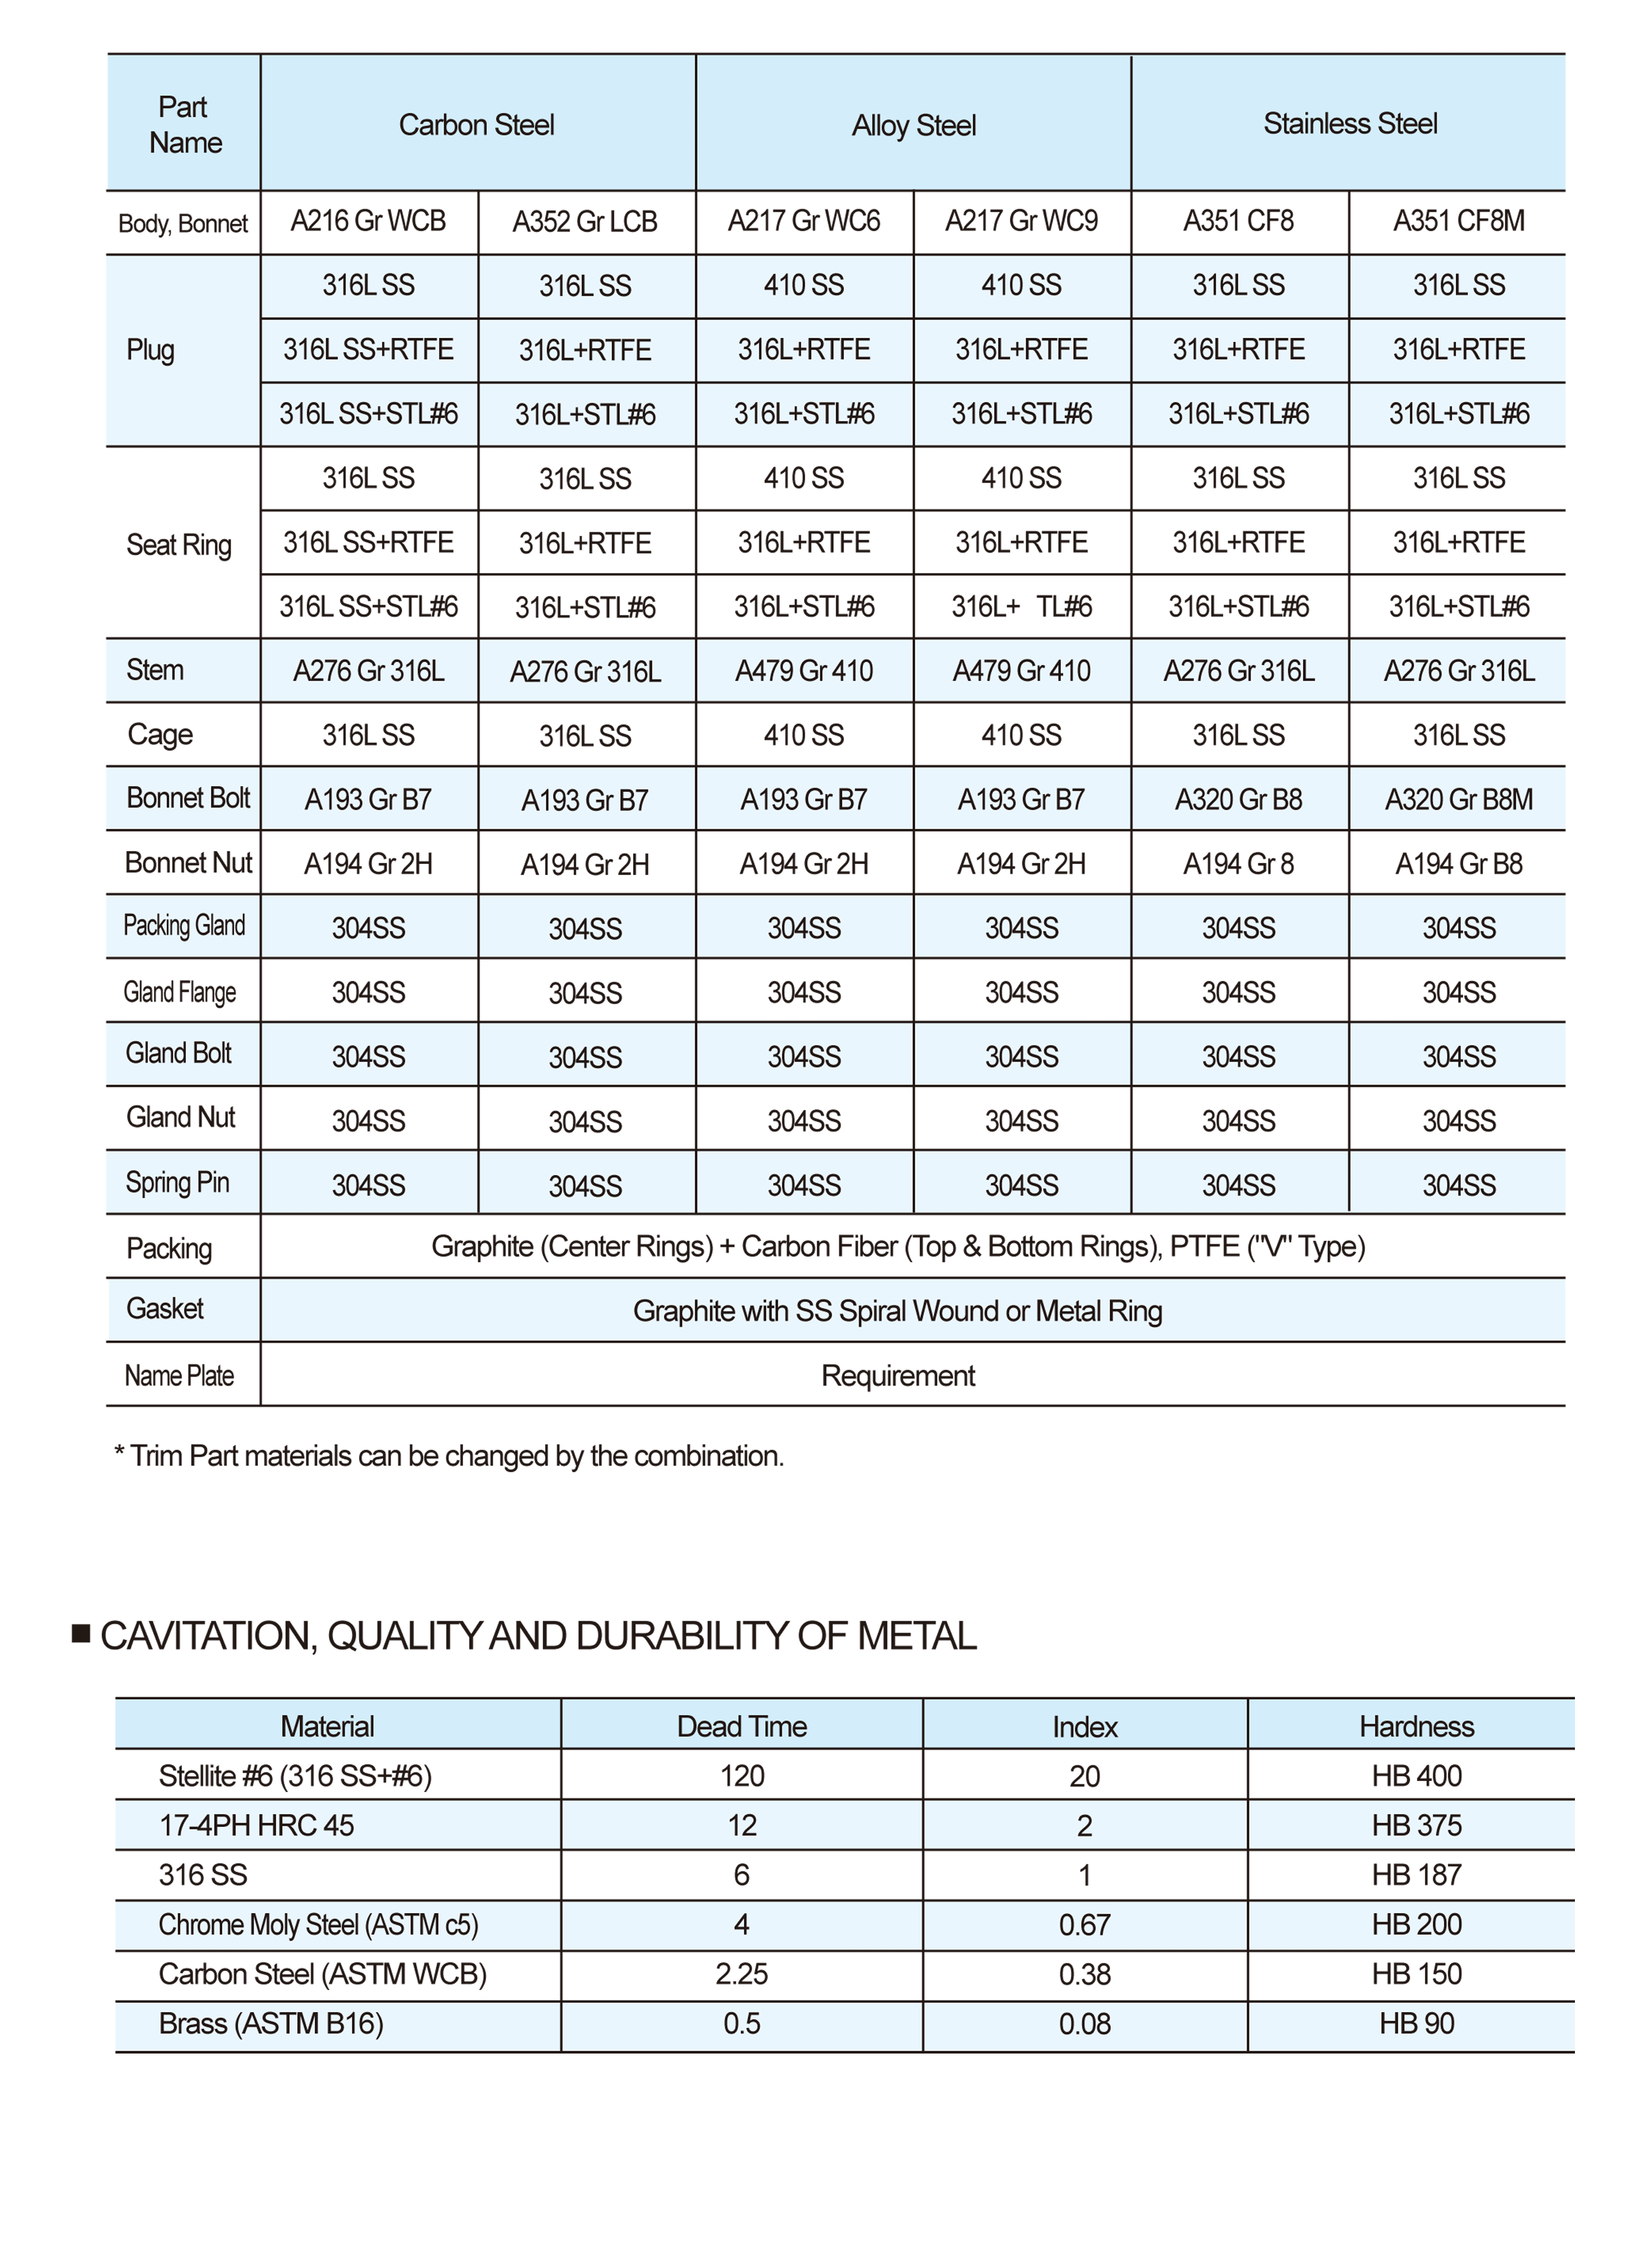 Part Name Carbon Steel Alloy Steel Stainless Steel
Body, Bonnet A216 Gr WCB A352 Gr LCB A217 Gr WC6 A217 Gr WC9 A351 CF8 A351 CF8M
316L SS 316L SS 410 SS 410 SS 316L SS 316L SS
Plug 316L SS+RTFE 316L+RTFE 316L+RTFE 316L+RTFE 316L+RTFE 316L+RTFE
316L SS+STL#6 316L+STL#6 316L+STL#6 316L+STL#6 316L+STL#6 316L+STL#6
316L SS 316L SS 410 SS 410 SS 316L SS 316L SS
Seat Ring 316L SS+RTFE 316L+RTFE 316L+RTFE 316L+RTFE 316L+RTFE 316L+RTFE
316L SS+STL#6 316L+STL#6 316L+STL#6 316L+ TL#6 316L+STL#6 316L+STL#6
Stem A276 Gr 316L A276 Gr 316L A479 Gr 410 A479 Gr 410 A276 Gr 316L A276 Gr 316L
Cage 316L SS 316L SS 410 SS 410 SS 316L SS 316L SS
Bonnet Bolt A193 Gr B7 A193 Gr B7 A193 Gr B7 A193 Gr B7 A320 Gr B8 A320 Gr B8M
Bonnet Nut A194 Gr 2H A194 Gr 2H A194 Gr 2H A194 Gr 2H A194 Gr 8 A194 Gr B8
Packing Gland 304SS 304SS 304SS 304SS 304SS 304SS
Gland Flange 304SS 304SS 304SS 304SS 304SS 304SS
Gland Bolt 304SS 304SS 304SS 304SS 304SS 304SS
Gland Nut 304SS 304SS 304SS 304SS 304SS 304SS
Spring Pin 304SS 304SS 304SS 304SS 304SS 304SS
Packing Graphite (Center Rings) + Carbon Fiber (Top & Bottom Rings), PTFE ("V" Type)
Gasket Graphite with SS Spiral Wound or Metal Ring
Name Plate Requirement
* Trim Part materials can be changed by the combination.
■ CAVITATION, QUALITY AND DURABILITY OF METAL
Material Dead Time Index Hardness
Stellite #6 (316 SS+#6) 120 20 HB 400
17-4PH HRC 45 12 2 HB 375
316 SS 6 1 HB 187
Chrome Moly Steel (ASTM c5) 4 0.67 HB 200
Carbon Steel (ASTM WCB) 2.25 0.38 HB 150
Brass (ASTM B16) 0.5 0.08 HB 90